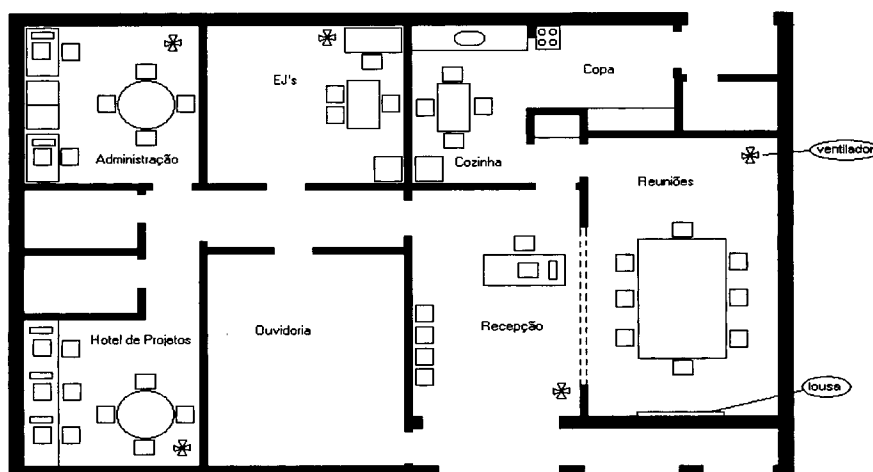 EJ's
Copa
Administração
Cozinha
ventilador
Reuniões
Hotel de Projetos
Ouvidoria
Recepção
lousa